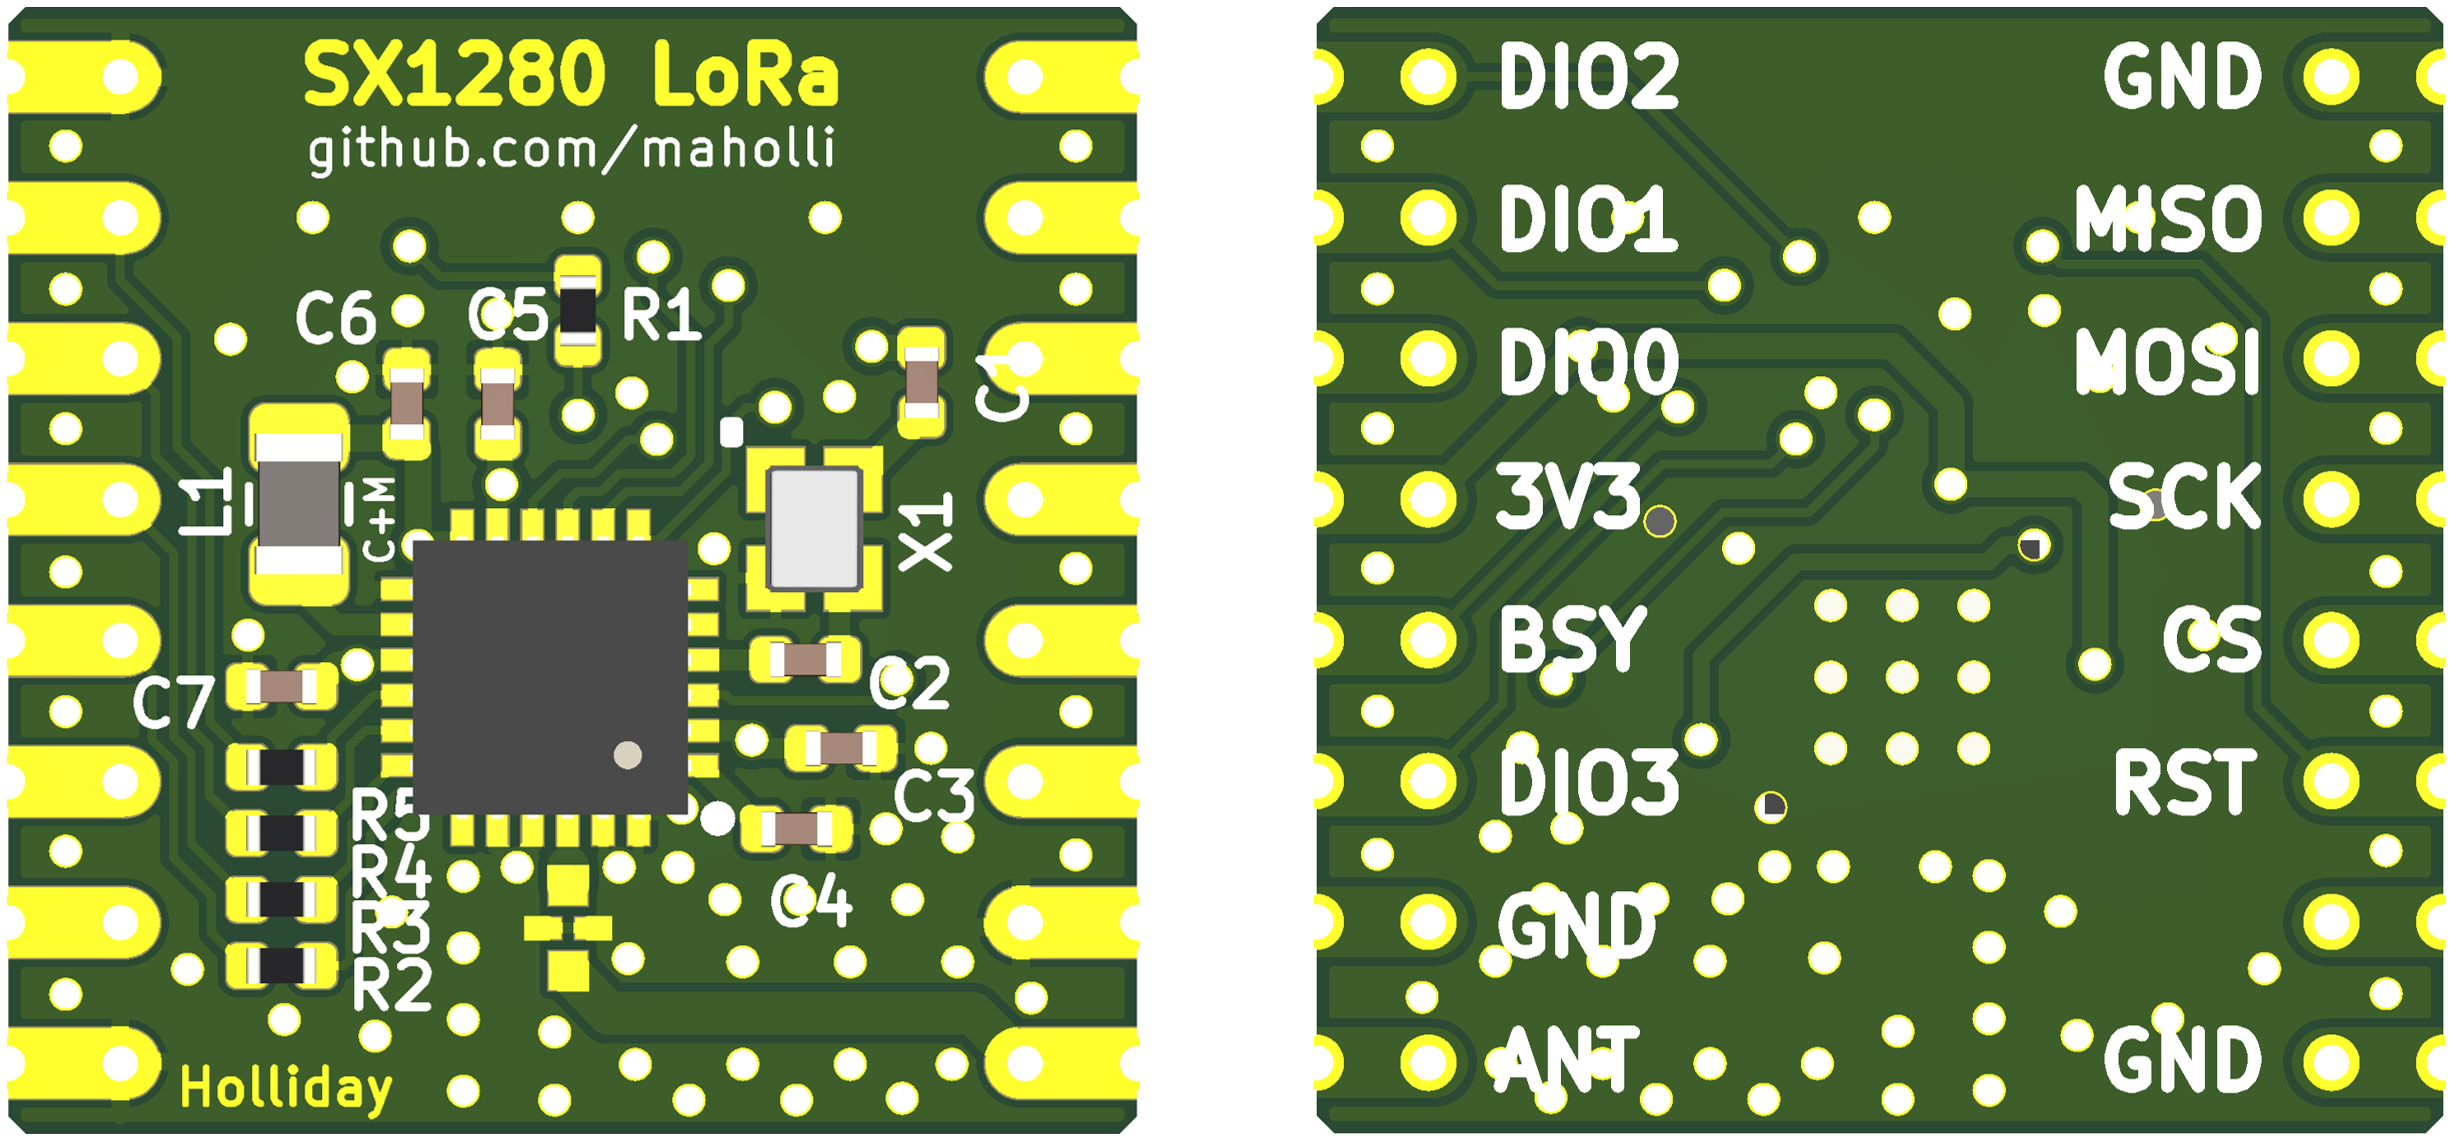 SX1280 LoRa
github.com/maholli
C6
C5
R1
C1
L1
C+M
X1
C7
C2
C3
R5
R4
C4
R3
R2
Holliday
DIO2 GND
DIO1 MISO
DIO0 MOSI
3V3 SCK
BSY CS
DIO3 RST
GND
ANT GND